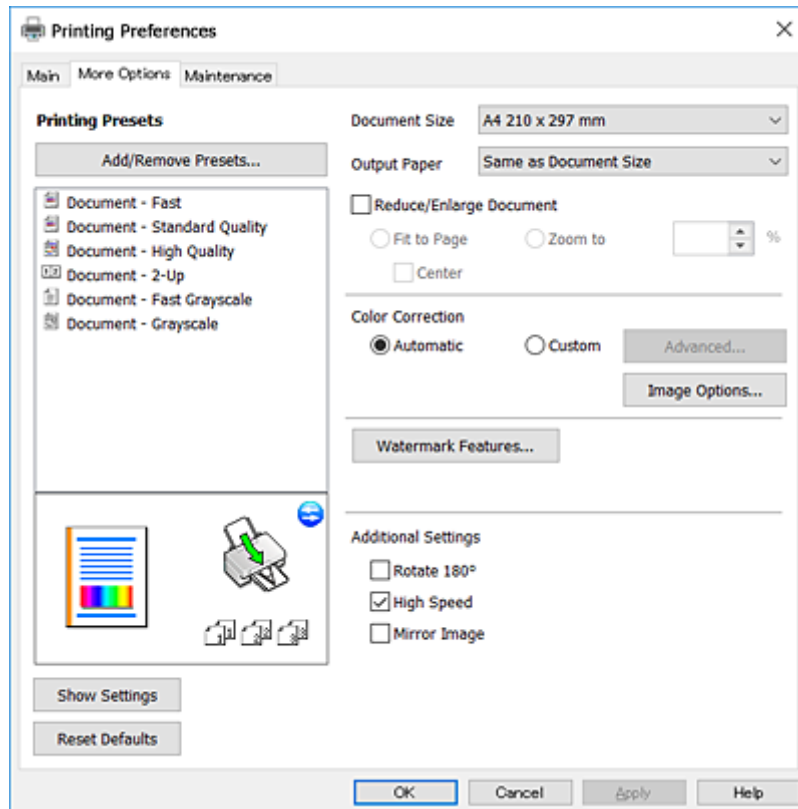 Printing Preferences
Main More Options Maintenance
Printing Presets
Add/Remove Presets...
Document - Fast
Document - Standard Quality
Document - High Quality
Document - 2-Up
Document - Fast Grayscale
Document - Grayscale
Show Settings
Reset Defaults
Document Size A4 210 x 297 mm
Output Paper Same as Document Size
Reduce/Enlarge Document
Fit to Page Zoom to %
Center
Color Correction
Automatic Custom Advanced...
Image Options...
Watermark Features...
Additional Settings
Rotate 180°
High Speed
Mirror Image
OK Cancel Apply Help